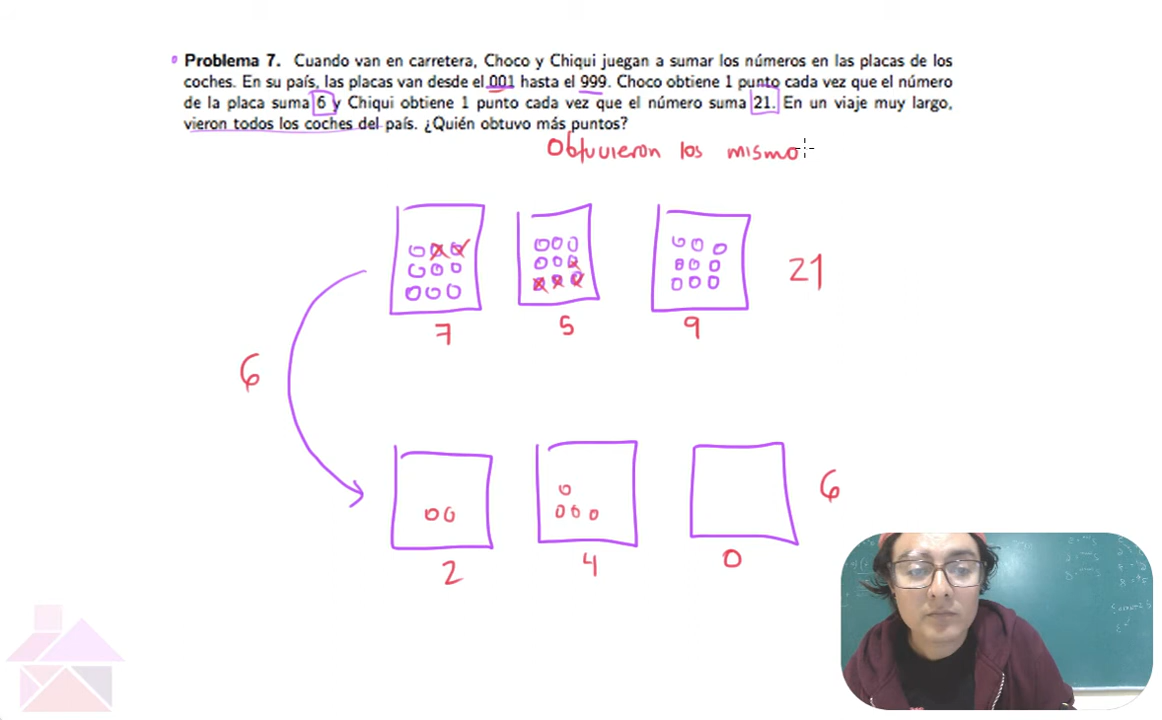 Problema 7. Cuando van en carretera, Choco y Chiqui juegan a sumar los números en las placas de los
coches. En su país, las placas van desde el 001 hasta el 999. Choco obtiene 1 punto cada vez que el número
de la placa suma 6 y Chiqui obtiene 1 punto cada vez que el número suma 21. En un viaje muy largo,
vieron todos los coches del país. ¿Quién obtuvo más puntos?
Obtuvieron los mismo
21
7 5 9
6
6
2 4 0